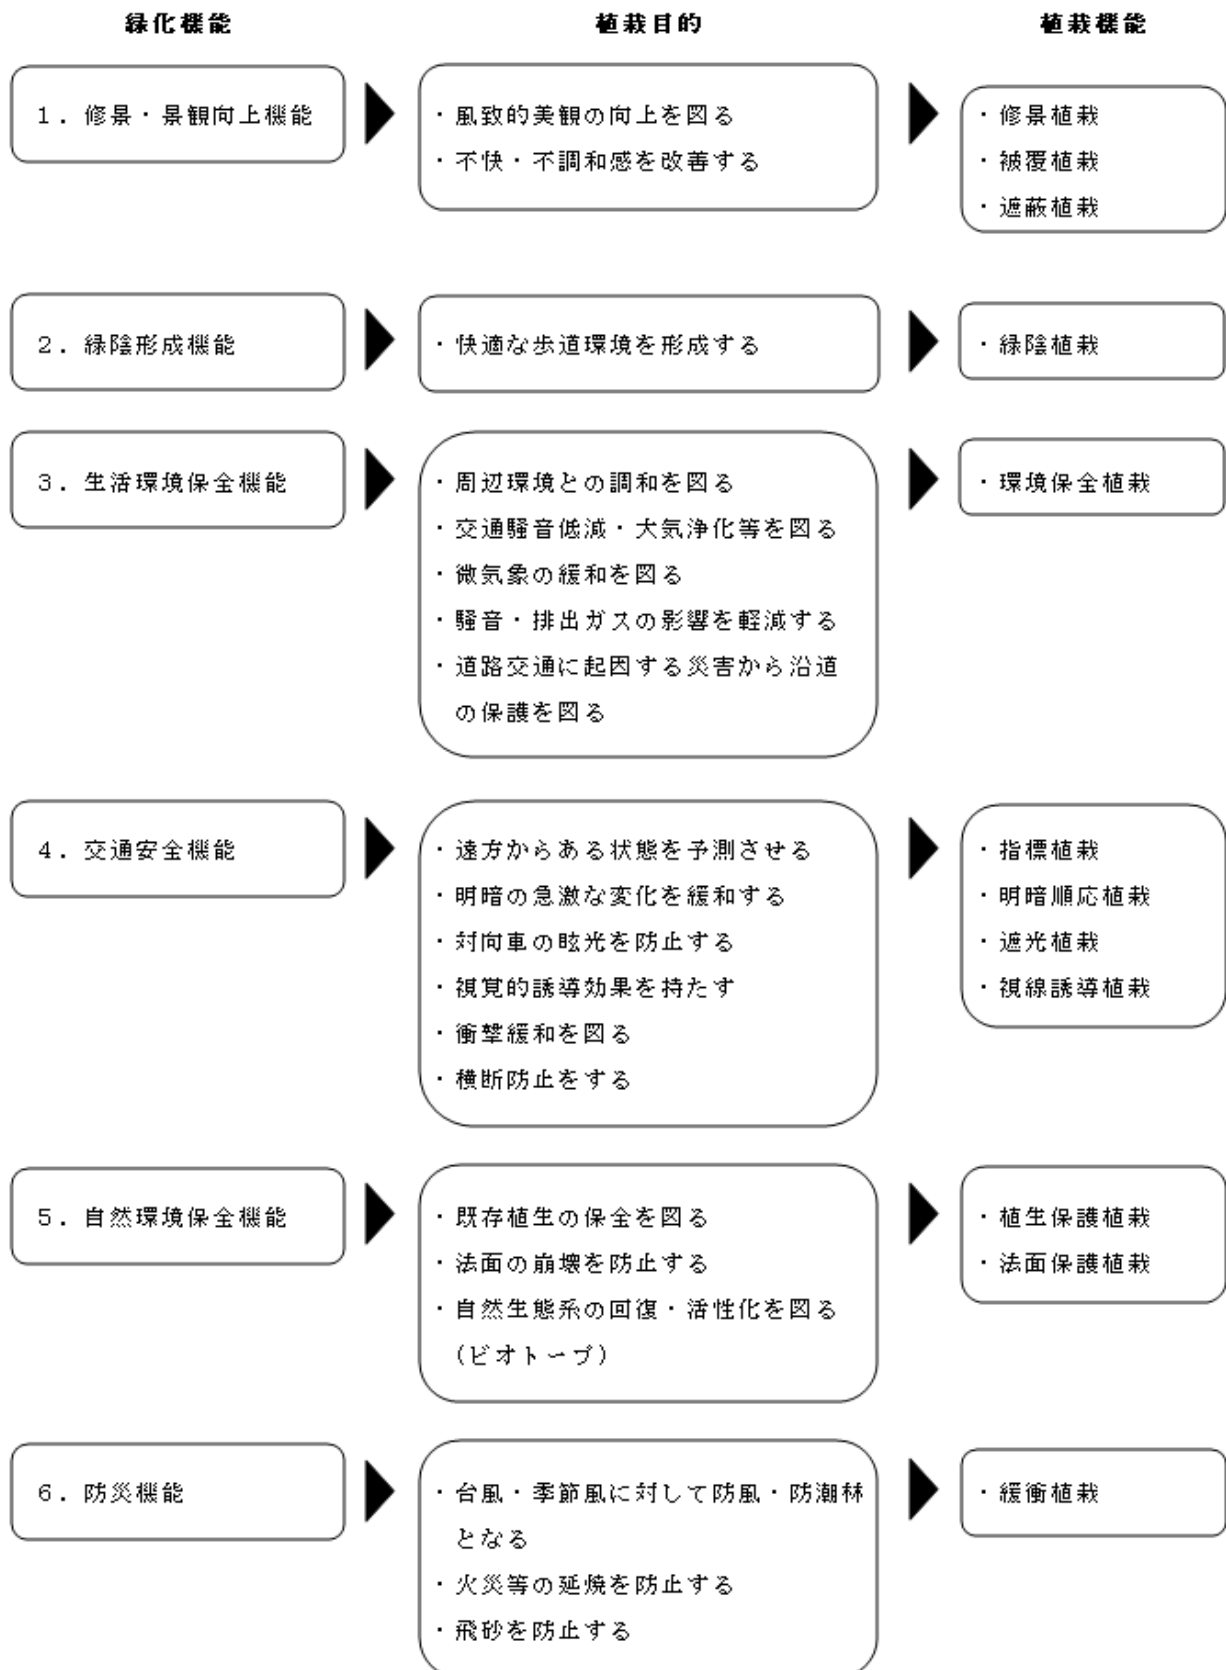 緑化機能 植栽目的 植栽機能
1. 修景・景観向上機能
・風致的美観の向上を図る
・不快・不調和感を改善する
・修景植栽
・被覆植栽
・遮蔽植栽
2. 緑陰形成機能
・快適な歩道環境を形成する
・緑陰植栽
3. 生活環境保全機能
・周辺環境との調和を図る
・交通騒音低減・大気浄化等を図る
・微気象の緩和を図る
・騒音・排出ガスの影響を軽減する
・道路交通に起因する災害から沿道
の保護を図る
・環境保全植栽
4. 交通安全機能
・遠方からある状態を予測させる
・明暗の急激な変化を緩和する
・対向車の眩光を防止する
・視覚的誘導効果を持たす
・衝撃緩和を図る
・横断防止をする
・指標植栽
・明暗順応植栽
・遮光植栽
・視線誘導植栽
5. 自然環境保全機能
・既存植生の保全を図る
・法面の崩壊を防止する
・自然生態系の回復・活性化を図る
(ビオトープ)
・植生保護植栽
・法面保護植栽
6. 防災機能
・台風・季節風に対して防風・防潮林
となる
・火災等の延焼を防止する
・飛砂を防止する
・緩衝植栽